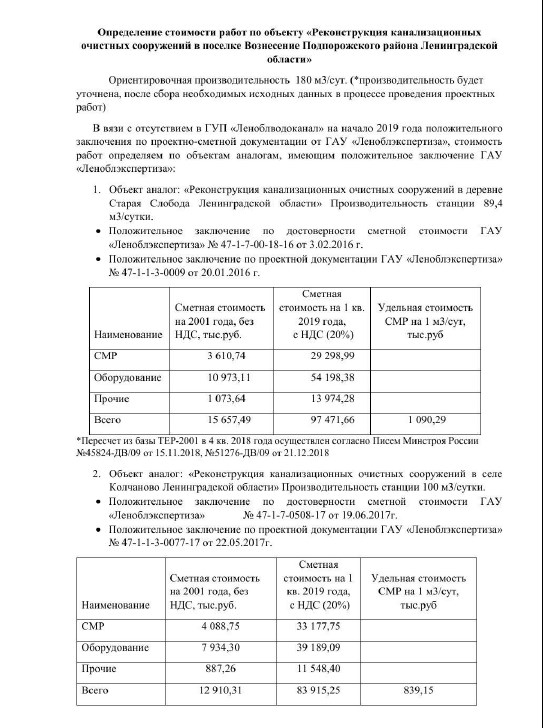 Определение стоимости работ по объекту «Реконструкция канализационных
очистных сооружений в поселке Вознесение Подпорожского района Ленинградской
области»
Ориентировочная производительность 180 м3/сут. (*производительность будет
уточнена, после сбора необходимых исходных данных в процессе проведения проектных
работ)
В вязи с отсутствием в ГУП «Леноблводоканал» на начало 2019 года положительного
заключения по проектно-сметной документации от ГАУ «Леноблэкспертиза», стоимость
работ определяем по объектам аналогам, имеющим положительное заключение ГАУ
«Леноблэкспертиза»:
1. Объект аналог: «Реконструкция канализационных очистных сооружений в деревне
Старая Слобода Ленинградской области» Производительность станции 89,4
м3/сутки.
• Положительное заключение по достоверности сметной стоимости ГАУ
«Леноблэкспертиза» № 47-1-7-00-18-16 от 3.02.2016 г.
• Положительное заключение по проектной документации ГАУ «Леноблэкспертиза»
№ 47-1-1-3-0009 от 20.01.2016 г.
Наименование | Сметная стоимость на 2001 года, без НДС, тыс.руб. | Сметная стоимость на 1 кв. 2019 года, с НДС (20%) | Удельная стоимость СМР на 1 м3/сут, тыс.руб
СМР 3 610,74 29 298,99
Оборудование 10 973,11 54 198,38
Прочие 1 073,64 13 974,28
Всего 15 657,49 97 471,66 1 090,29
*Пересчет из базы ТЕР-2001 в 4 кв. 2018 года осуществлен согласно Писем Минстроя России
№45824-ДВ/09 от 15.11.2018, №51276-ДВ/09 от 21.12.2018
2. Объект аналог: «Реконструкция канализационных очистных сооружений в селе
Колчаново Ленинградской области» Производительность станции 100 м3/сутки.
• Положительное заключение по достоверности сметной стоимости ГАУ
«Леноблэкспертиза» № 47-1-7-0508-17 от 19.06.2017г.
• Положительное заключение по проектной документации ГАУ «Леноблэкспертиза»
№ 47-1-1-3-0077-17 от 22.05.2017г.
Наименование | Сметная стоимость на 2001 года, без НДС, тыс.руб. | Сметная стоимость на 1 кв. 2019 года, с НДС (20%) | Удельная стоимость СМР на 1 м3/сут, тыс.руб
СМР 4 088,75 33 177,75
Оборудование 7 934,30 39 189,09
Прочие 887,26 11 548,40
Всего 12 910,31 83 915,25 839,15